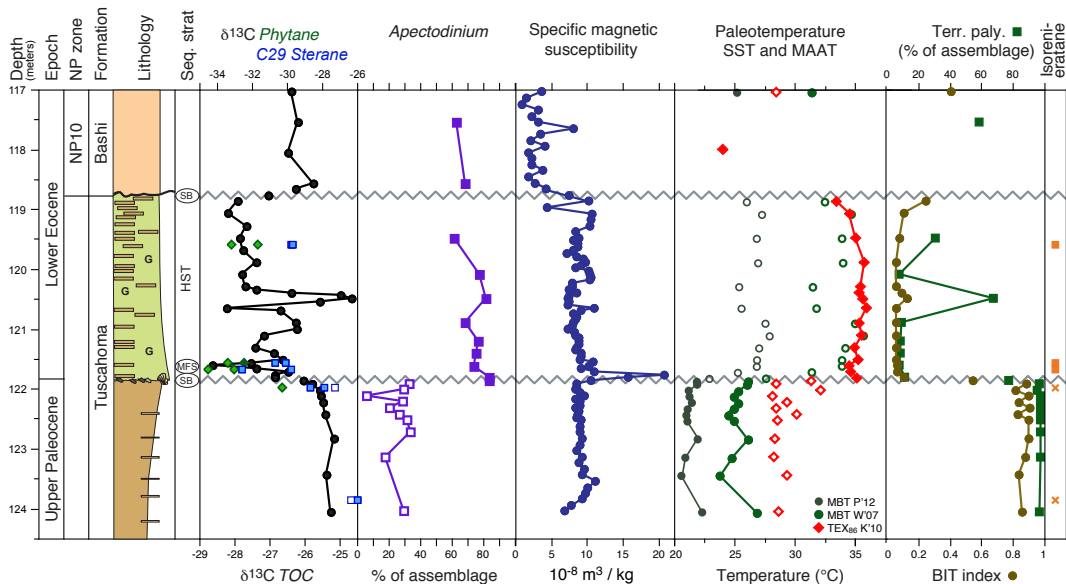 Depth
(meters)
Epoch
NP zone
Formation
Lithology
Seq. strat
δ13C Phytane
C29 Sterane
-34 -32 -30 -28 -26
Apectodinium
Specific magnetic
susceptibility
Paleotemperature
SST and MAAT
Terr. paly.
(% of assemblage)
0 20 40 60 80
Isoreni-
eratane
117
118
119
120
121
122
123
124
Lower Eocene
Upper Paleocene
NP10
Bashi
Tuscahoma
G
G
G
SB
HST
MFS
SB
MBT P'12
MBT W'07
TEX86 K'10
-29 -28 -27 -26 -25
δ13C TOC
0 20 40 60 80
% of assemblage
0 5 10 15 20
10-8 m3 / kg
20 25 30 35
Temperature (°C)
0 0.2 0.4 0.6 0.8 1
BIT index